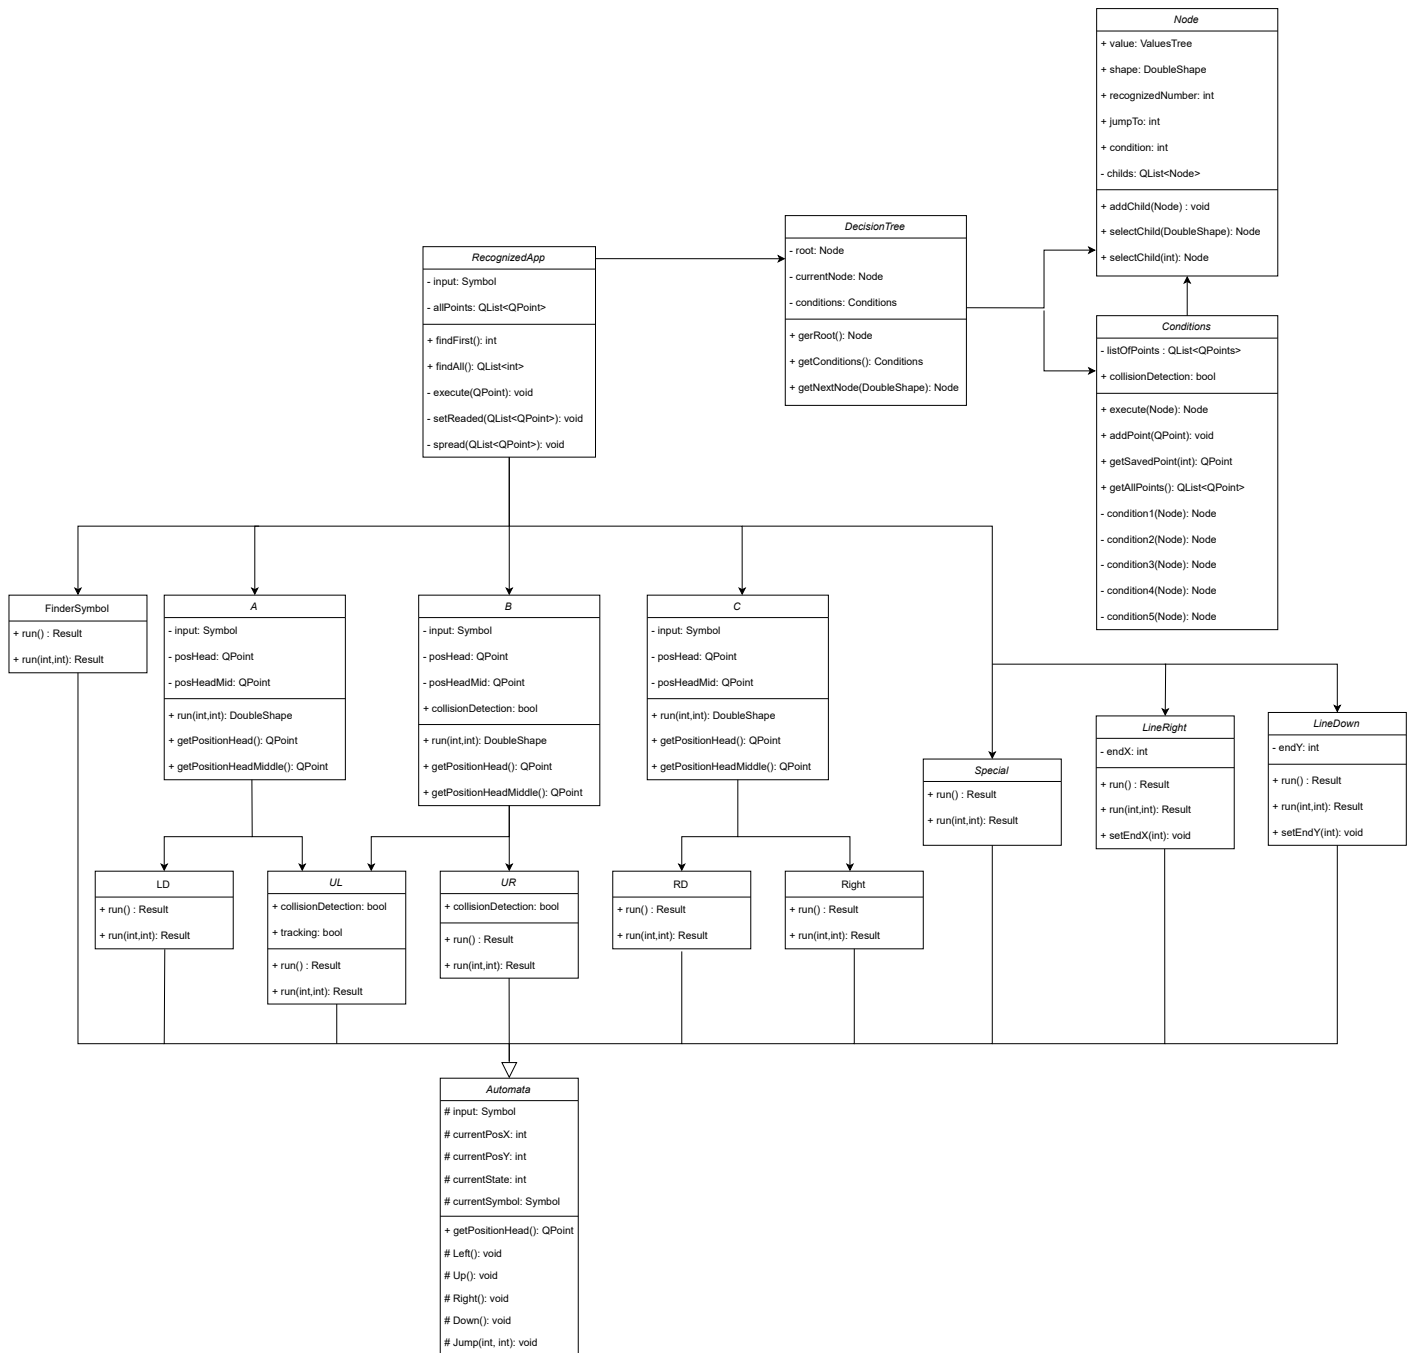 Node
+ value: ValuesTree
+ shape: DoubleShape
+ recognizedNumber: int
+ jumpTo: int
+ condition: int
- childs: QList<Node>
+ addChild(Node) : void
+ selectChild(DoubleShape): Node
+ selectChild(int): Node
DecisionTree
- root: Node
- currentNode: Node
- conditions: Conditions
+ gerRoot(): Node
+ getConditions(): Conditions
+ getNextNode(DoubleShape): Node
RecognizedApp
- input: Symbol
- allPoints: QList<QPoint>
+ findFirst(): int
+ findAll(): QList<int>
- execute(QPoint): void
- setReaded(QList<QPoint>): void
- spread(QList<QPoint>): void
Conditions
- listOfPoints : QList<QPoints>
+ collisionDetection: bool
+ execute(Node): Node
+ addPoint(QPoint): void
+ getSavedPoint(int): QPoint
+ getAllPoints(): QList<QPoint>
- condition1(Node): Node
- condition2(Node): Node
- condition3(Node): Node
- condition4(Node): Node
- condition5(Node): Node
FinderSymbol
+ run() : Result
+ run(int,int): Result
A
- input: Symbol
- posHead: QPoint
- posHeadMid: QPoint
+ run(int,int): DoubleShape
+ getPositionHead(): QPoint
+ getPositionHeadMiddle(): QPoint
B
- input: Symbol
- posHead: QPoint
- posHeadMid: QPoint
+ collisionDetection: bool
+ run(int,int): DoubleShape
+ getPositionHead(): QPoint
+ getPositionHeadMiddle(): QPoint
C
- input: Symbol
- posHead: QPoint
- posHeadMid: QPoint
+ run(int,int): DoubleShape
+ getPositionHead(): QPoint
+ getPositionHeadMiddle(): QPoint
Special
+ run() : Result
+ run(int,int): Result
LineRight
- endX: int
+ run() : Result
+ run(int,int): Result
+ setEndX(int): void
LineDown
- endY: int
+ run() : Result
+ run(int,int): Result
+ setEndY(int): void
LD
+ run() : Result
+ run(int,int): Result
UL
+ collisionDetection: bool
+ tracking: bool
+ run() : Result
+ run(int,int): Result
UR
+ collisionDetection: bool
+ run() : Result
+ run(int,int): Result
RD
+ run() : Result
+ run(int,int): Result
Right
+ run() : Result
+ run(int,int): Result
Automata
# input: Symbol
# currentPosX: int
# currentPosY: int
# currentState: int
# currentSymbol: Symbol
+ getPositionHead(): QPoint
# Left(): void
# Up(): void
# Right(): void
# Down(): void
# Jump(int, int): void